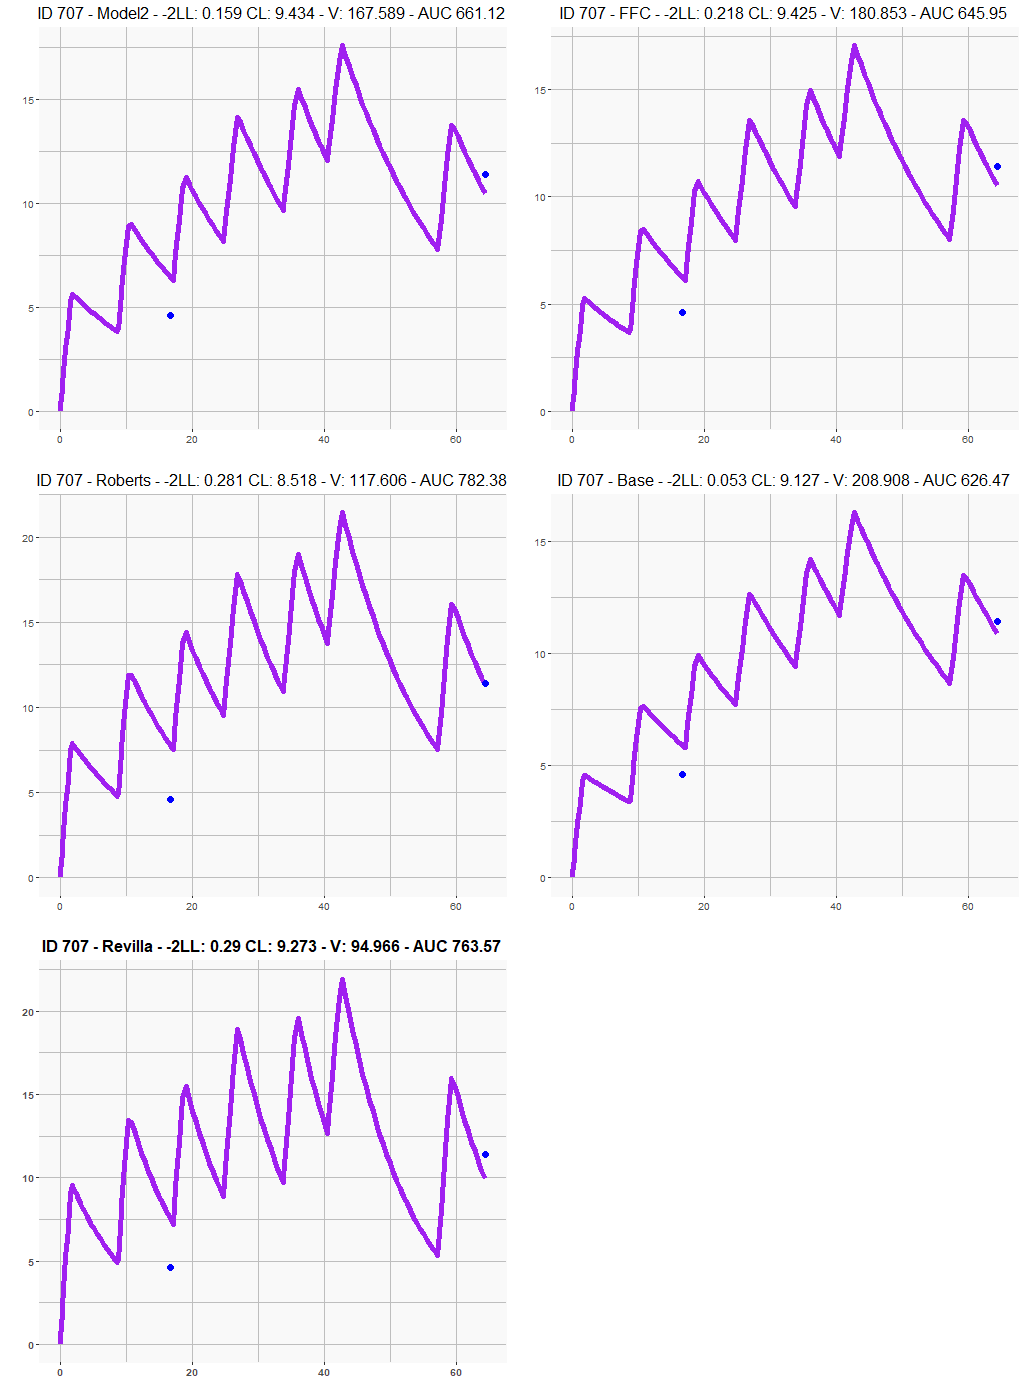 ID 707 - Model2 - -2LL: 0.159 CL: 9.434 - V: 167.589 - AUC 661.12
15
10
5
0
0 20 40 60
ID 707 - FFC - -2LL: 0.218 CL: 9.425 - V: 180.853 - AUC 645.95
15
10
5
0
0 20 40 60
ID 707 - Roberts - -2LL: 0.281 CL: 8.518 - V: 117.606 - AUC 782.38
20
15
10
5
0
0 20 40 60
ID 707 - Base - -2LL: 0.053 CL: 9.127 - V: 208.908 - AUC 626.47
15
10
5
0
0 20 40 60
ID 707 - Revilla - -2LL: 0.29 CL: 9.273 - V: 94.966 - AUC 763.57
20
15
10
5
0
0 20 40 60